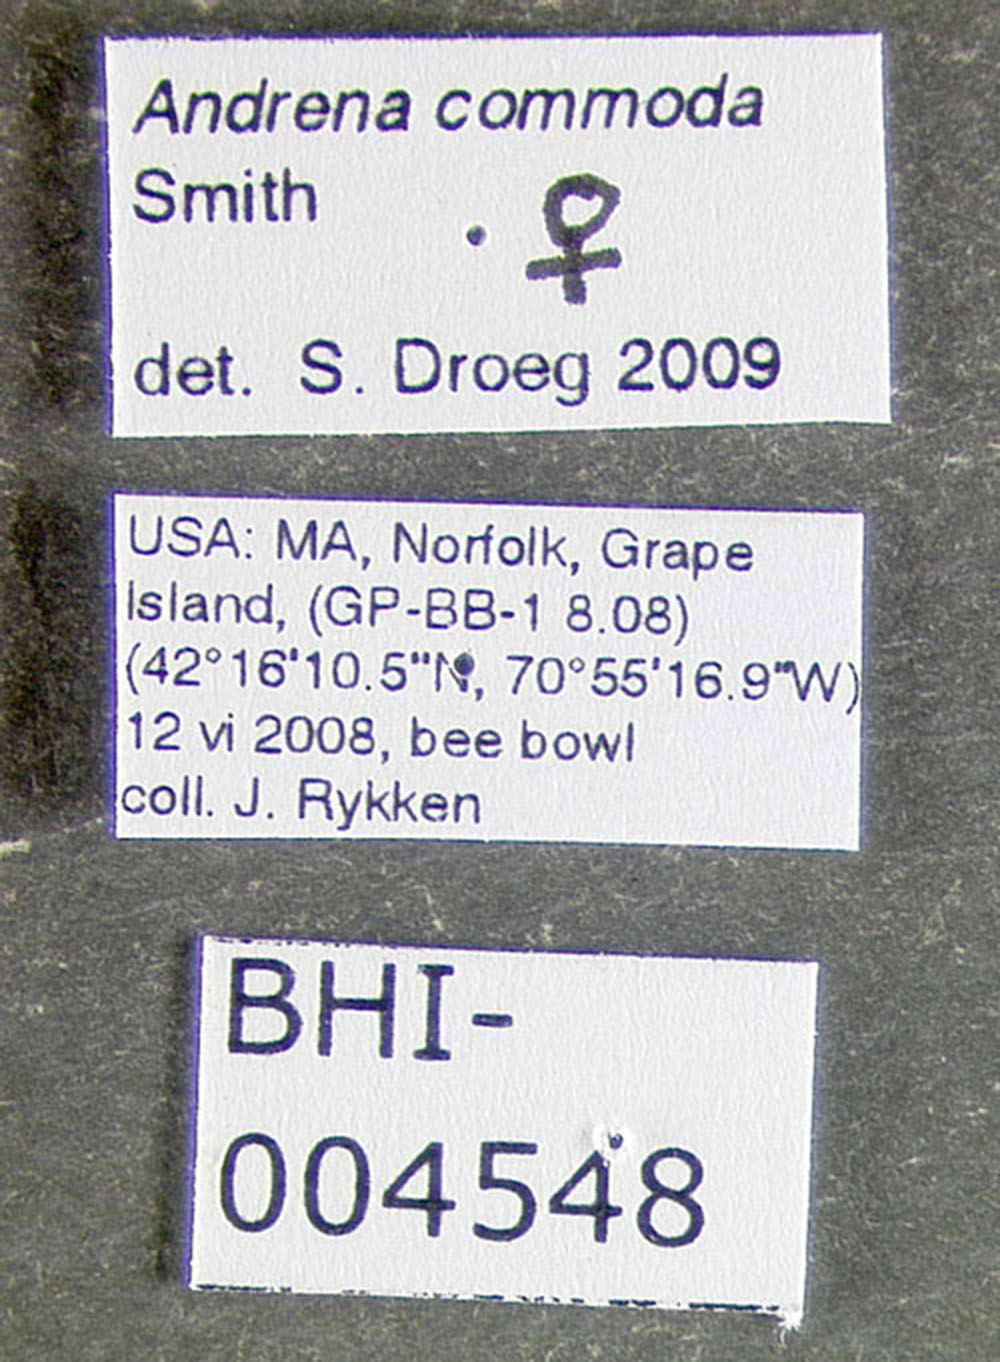 Andrena commoda
Smith ♀
det. S. Droeg 2009
USA: MA, Norfolk, Grape
Island, (GP-BB-1 8.08)
(42°16'10.5"N, 70°55'16.9"W)
12 vi 2008, bee bowl
coll. J. Rykken
BHI-
004548